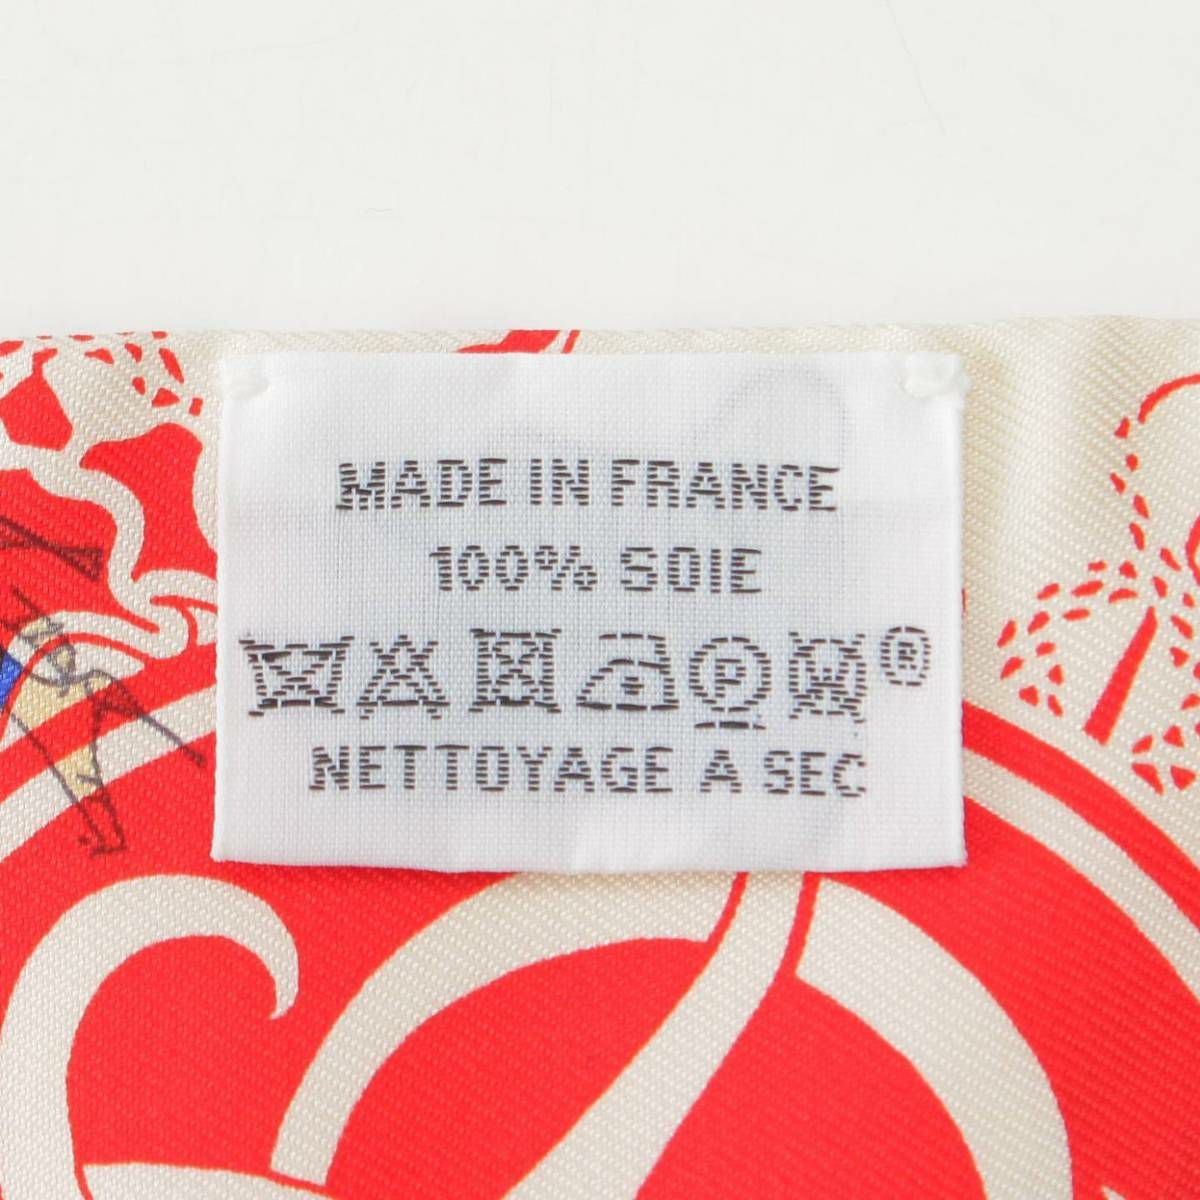 MADE IN FRANCE
100% SOIE
P W ®
NETTOYAGE A SEC